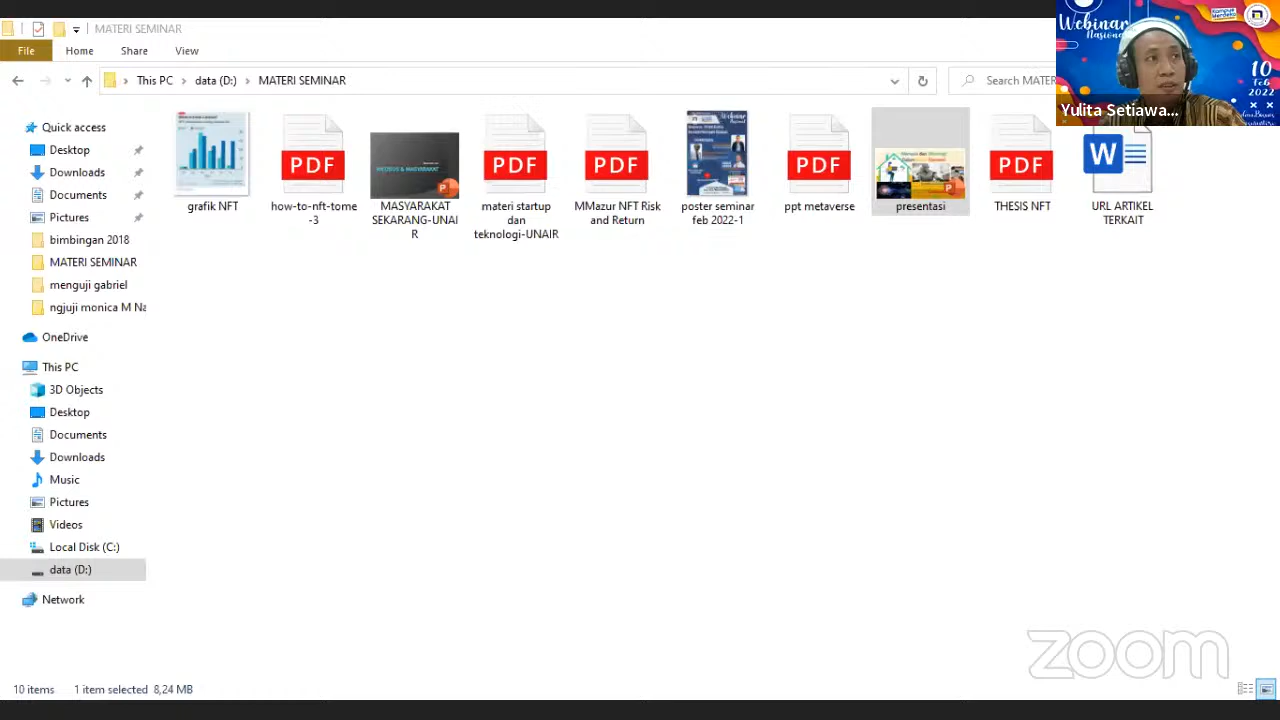 MATERI SEMINAR
File Home Share View
This PC data (D:) MATERI SEMINAR
Search MATER
Webinar
Nasional
Kampus
Merdeka
10
Feb
2022
Yulita Setiawa...
Quick access
Desktop
Downloads
Documents
Pictures
bimbingan 2018
MATERI SEMINAR
menguji gabriel
ngjuji monica M Na
OneDrive
This PC
3D Objects
Desktop
Documents
Downloads
Music
Pictures
Videos
Local Disk (C:)
data (D:)
Network
grafik NFT
PDF
how-to-nft-tome
-3
MASYARAKAT
SEKARANG-UNAI
R
PDF
materi startup
dan
teknologi-UNAIR
PDF
MMazur NFT Risk
and Return
poster seminar
feb 2022-1
PDF
ppt metaverse
presentasi
PDF
THESIS NFT
W
URL ARTIKEL
TERKAIT
zoom
10 items 1 item selected 8,24 MB